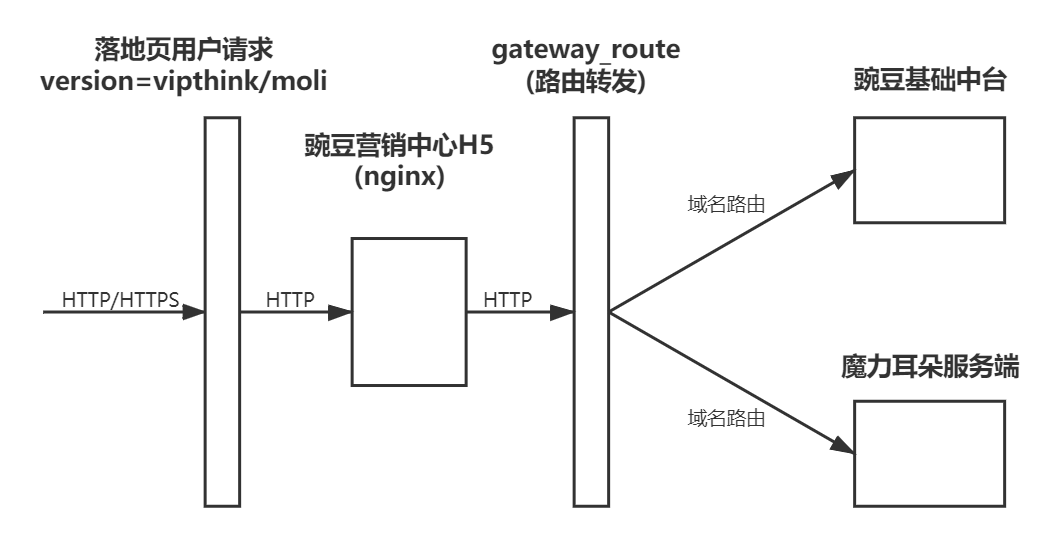 落地页用户请求
version=vipthink/moli
豌豆营销中心H5
(nginx)
gateway_route
(路由转发)
豌豆基础中台
域名路由
HTTP/HTTPS
HTTP
HTTP
魔力耳朵服务端
域名路由